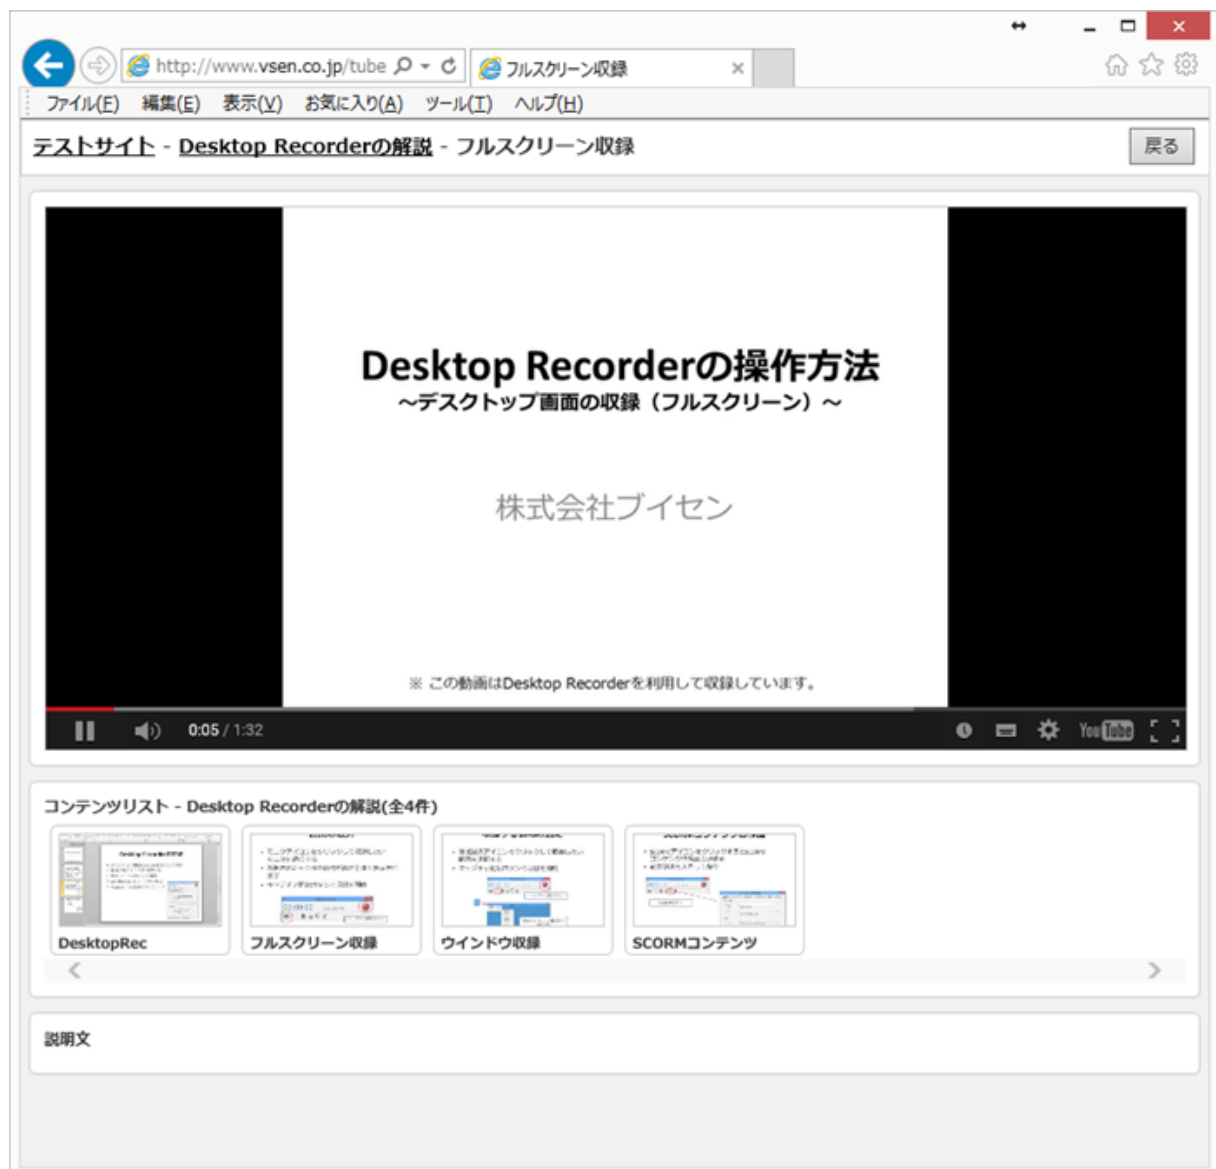 http://www.vsen.co.jp/tube
フルスクリーン収録
ファイル(F) 編集(E) 表示(V) お気に入り(A) ツール(T) ヘルプ(H)
テストサイト - Desktop Recorderの解説 - フルスクリーン収録
戻る
Desktop Recorderの操作方法
～デスクトップ画面の収録（フルスクリーン）～
株式会社ブイセン
※ この動画はDesktop Recorderを利用して収録しています。
0:05 / 1:32
YouTube
コンテンツリスト - Desktop Recorderの解説(全4件)
DesktopRec
フルスクリーン収録
ウインドウ収録
SCORMコンテンツ
説明文